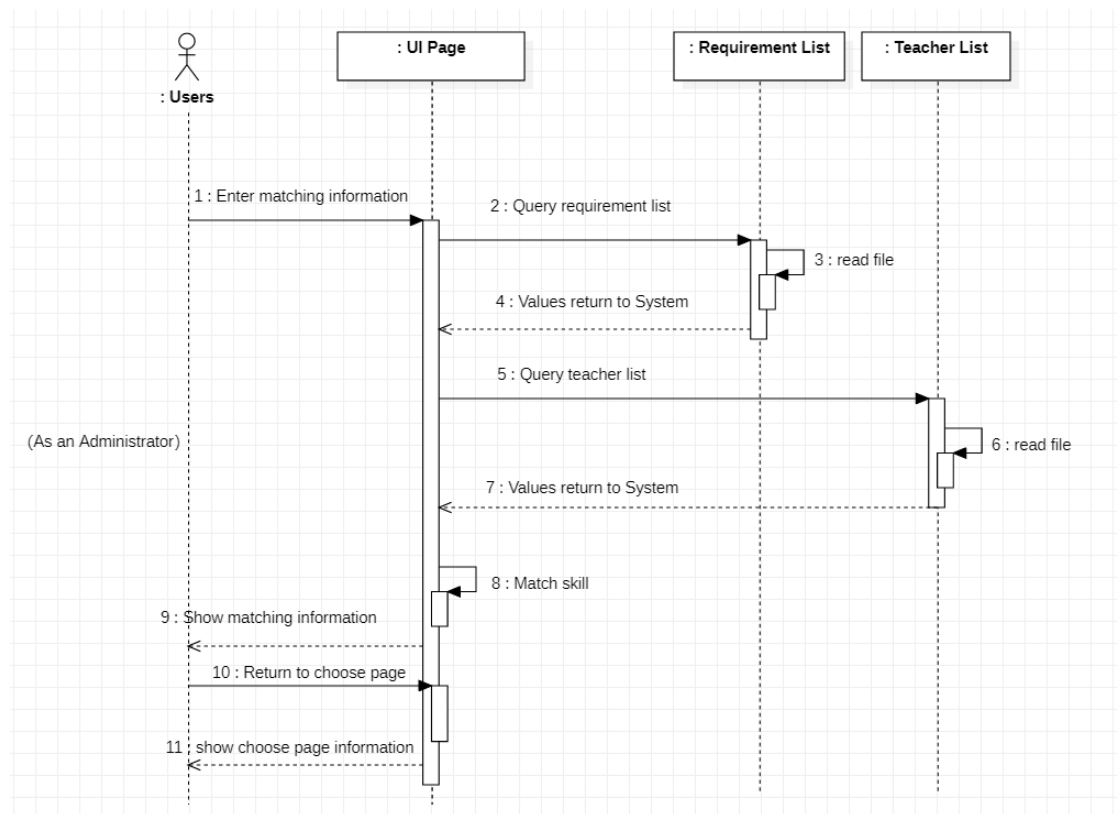 : UI Page
: Requirement List
: Teacher List
: Users
1 : Enter matching information
2 : Query requirement list
3 : read file
4 : Values return to System
5 : Query teacher list
(As an Administrator)
6 : read file
7 : Values return to System
8 : Match skill
9 : Show matching information
10 : Return to choose page
11 : show choose page information